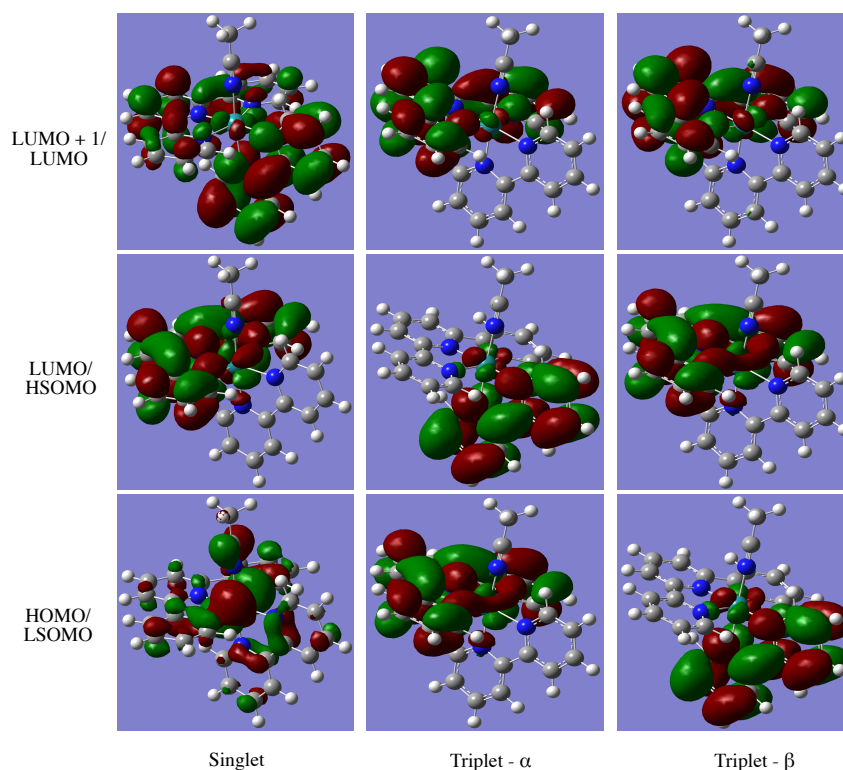 LUMO + 1/
LUMO
LUMO/
HSOMO
HOMO/
LSOMO
Singlet
Triplet - α
Triplet - β